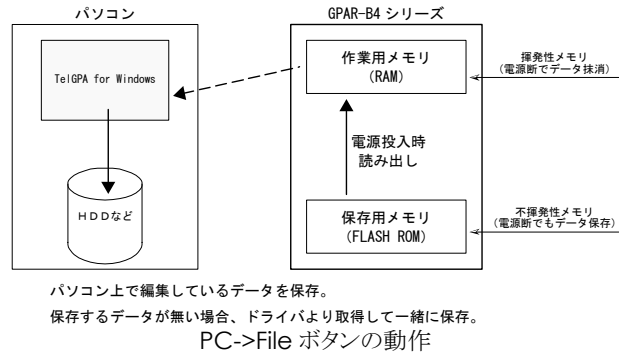 パソコン
GPAR-B4 シリーズ
TelGPA for Windows
作業用メモリ
(RAM)
揮発性メモリ
(電源断でデータ抹消)
電源投入時
読み出し
HDDなど
保存用メモリ
(FLASH ROM)
不揮発性メモリ
(電源断でもデータ保存)
パソコン上で編集しているデータを保存。
保存するデータが無い場合、ドライバより取得して一緒に保存。
PC->File ボタンの動作